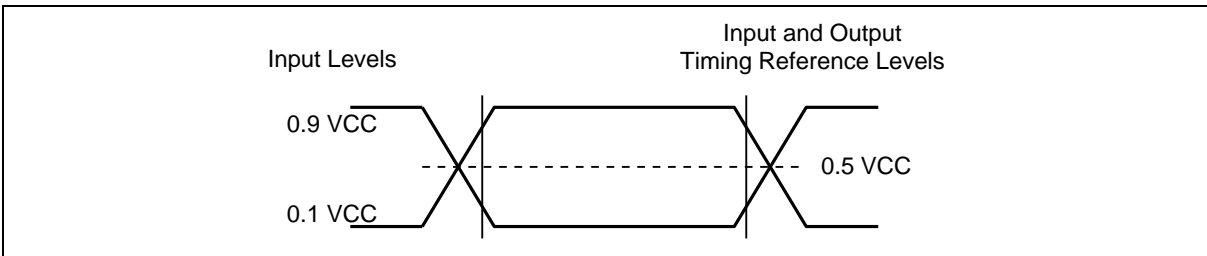 Input Levels
Input and Output
Timing Reference Levels
0.9 VCC
0.5 VCC
0.1 VCC